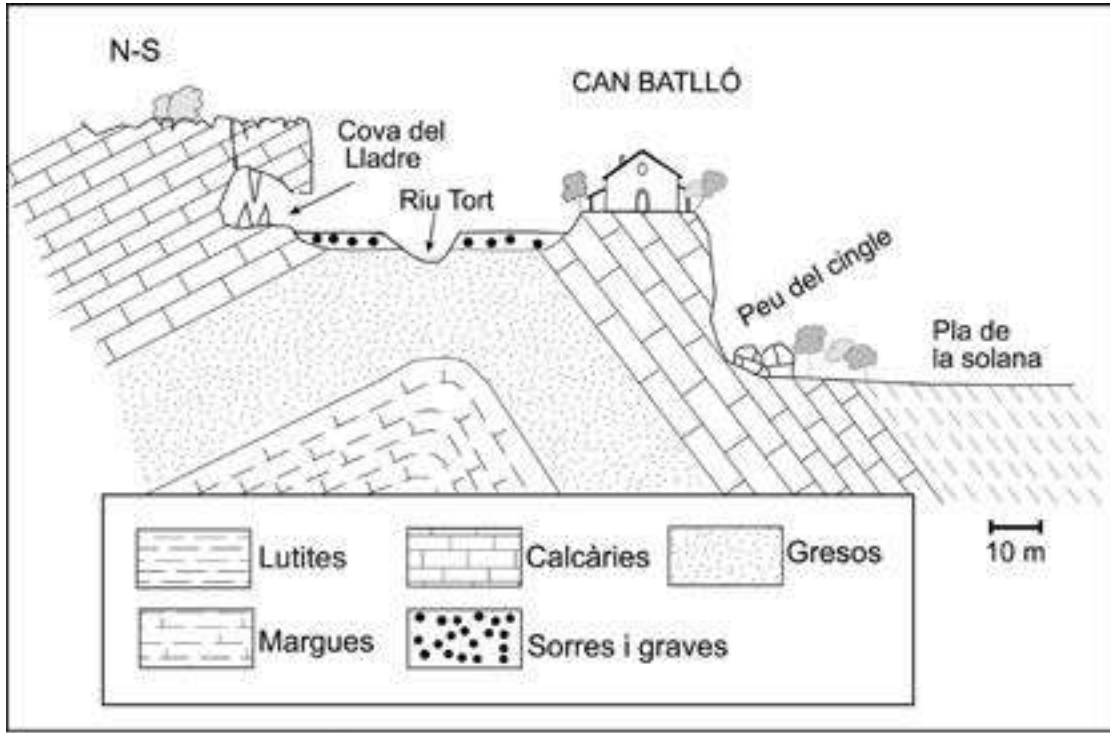 N-S
CAN BATLLÓ
Cova del
Lladre
Riu Tort
Peu del cingle
Pla de
la solana
10 m
Lutites
Calcàries
Gresos
Margues
Sorres i graves